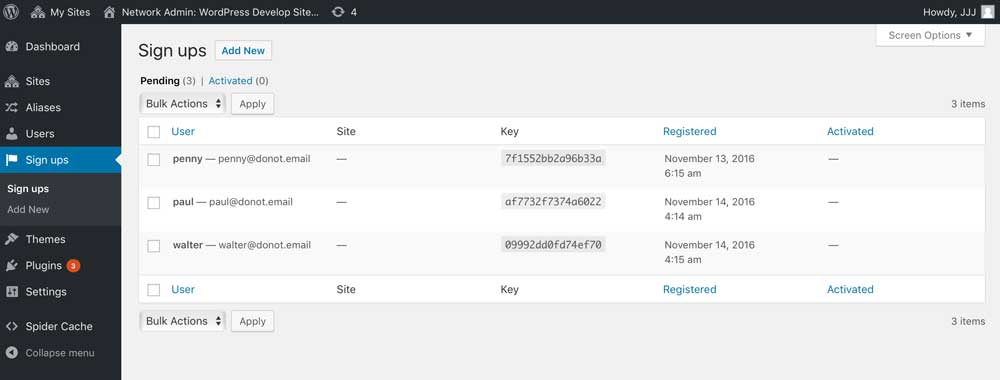 My Sites Network Admin: WordPress Develop Site... 4 Howdy, JJJ
Screen Options
Dashboard
Sites
Aliases
Users
Sign ups
Sign ups
Add New
Themes
Plugins 3
Settings
Spider Cache
Collapse menu
Sign ups Add New
Pending (3) | Activated (0)
Bulk Actions Apply 3 items
User Site Key Registered Activated
penny — penny@donot.email — 7f1552bb2a96b33a November 13, 2016 —
6:15 am
paul — paul@donot.email — af7732f7374a6022 November 14, 2016 —
4:14 am
walter — walter@donot.email — 09992dd0fd74ef70 November 14, 2016 —
4:15 am
User Site Key Registered Activated
Bulk Actions Apply 3 items